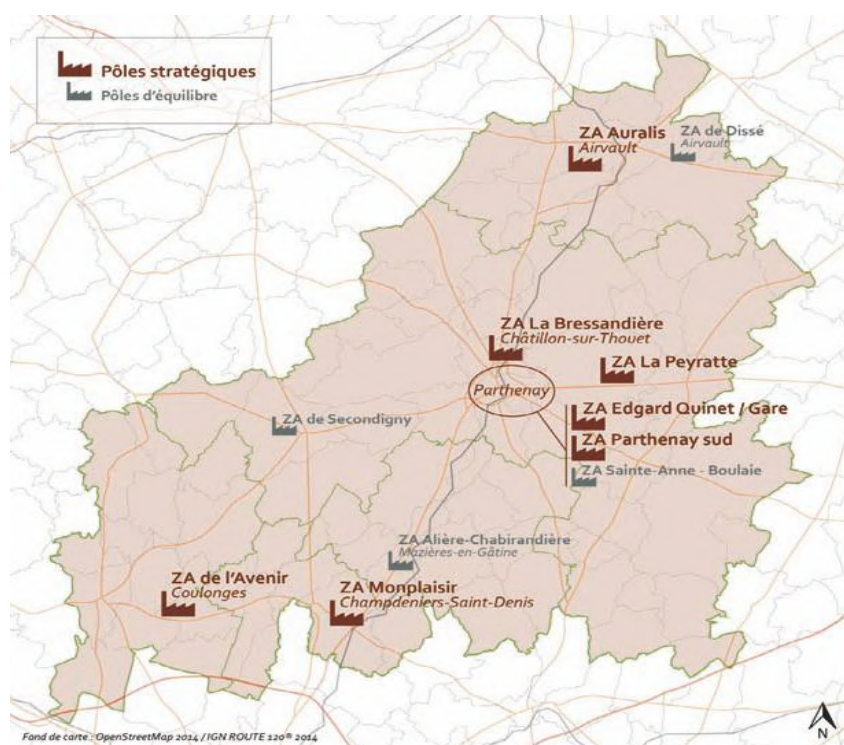 Pôles stratégiques
Pôles d'équilibre
ZA Auralis
Airvault
ZA de Dissé
Airvault
ZA La Bressandière
Châtillon-sur-Thouet
ZA La Peyratte
Parthenay
ZA Edgard Quinet / Gare
ZA de Secondigny
ZA Parthenay sud
ZA Sainte-Anne - Boulaie
ZA Alière-Chabirandière
Mazières-en-Gâtine
ZA de l'Avenir
Coulonges
ZA Monplaisir
Champdeniers-Saint-Denis
N
Fond de carte : OpenStreetMap 2014 / IGN ROUTE 120® 2014